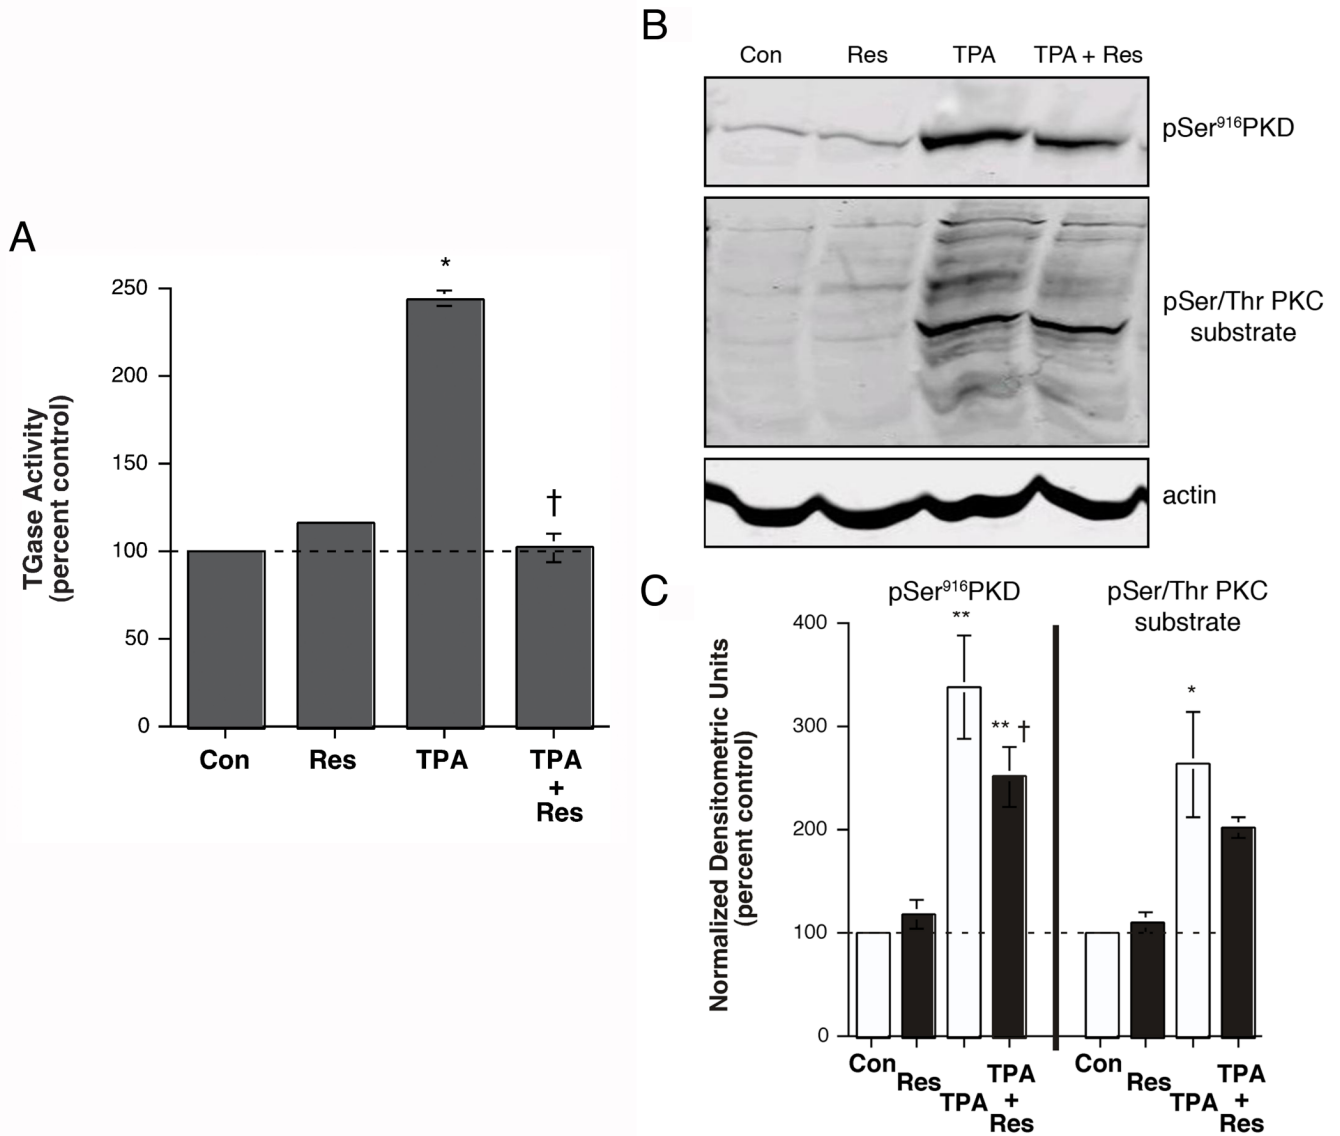 A
250
200
150
100
50
0
TGase Activity
(percent control)
*
†
Con
Res
TPA
TPA
+
Res
B
Con Res TPA TPA + Res
pSer⁹¹⁶PKD
pSer/Thr PKC
substrate
actin
C
pSer⁹¹⁶PKD
pSer/Thr PKC
substrate
400
300
200
100
0
Normalized Densitometric Units
(percent control)
**
** †
*
Con
Res
TPA
TPA
+
Res
Con
Res
TPA
TPA
+
Res